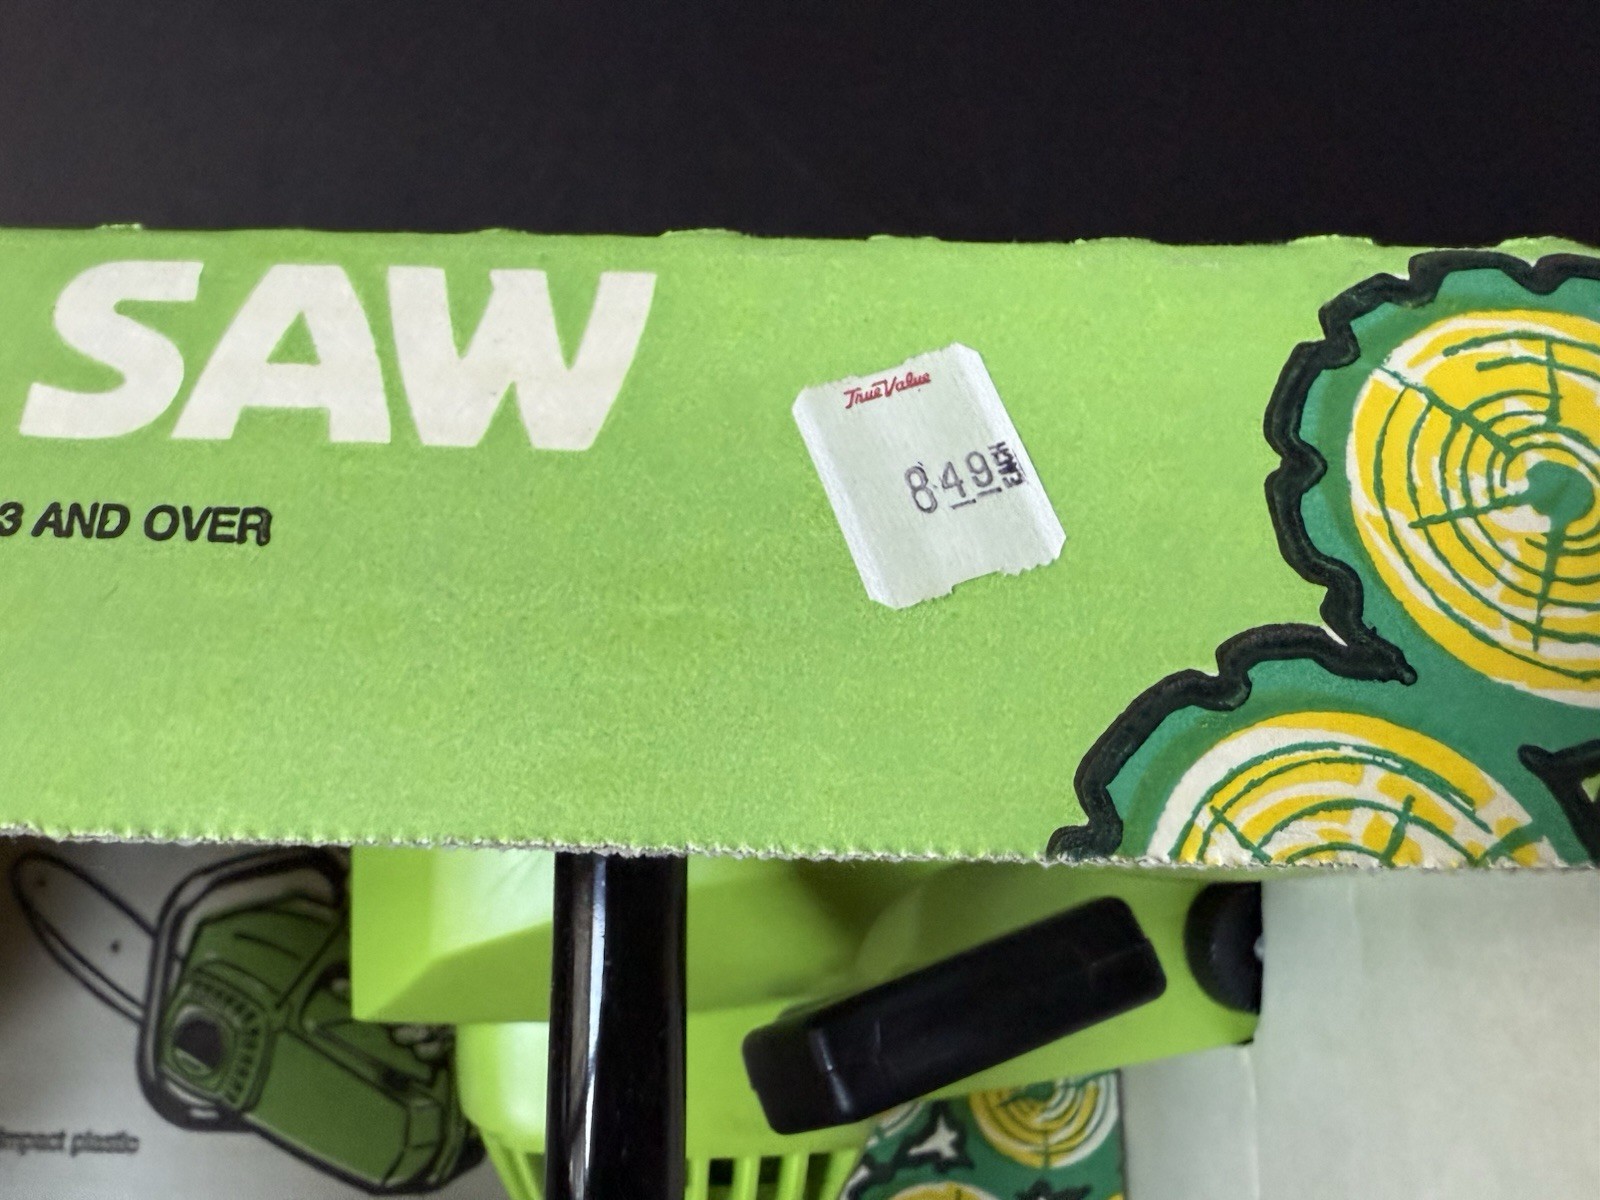 SAW
3 AND OVER
True Value
8.49 EACH
impact plastic